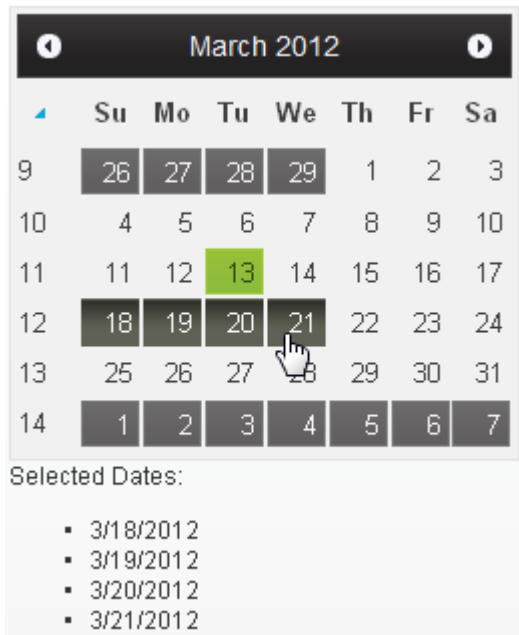 March 2012
Su Mo Tu We Th Fr Sa
9 26 27 28 29 1 2 3
10 4 5 6 7 8 9 10
11 11 12 13 14 15 16 17
12 18 19 20 21 22 23 24
13 25 26 27 28 29 30 31
14 1 2 3 4 5 6 7
Selected Dates:
▪ 3/18/2012
▪ 3/19/2012
▪ 3/20/2012
▪ 3/21/2012